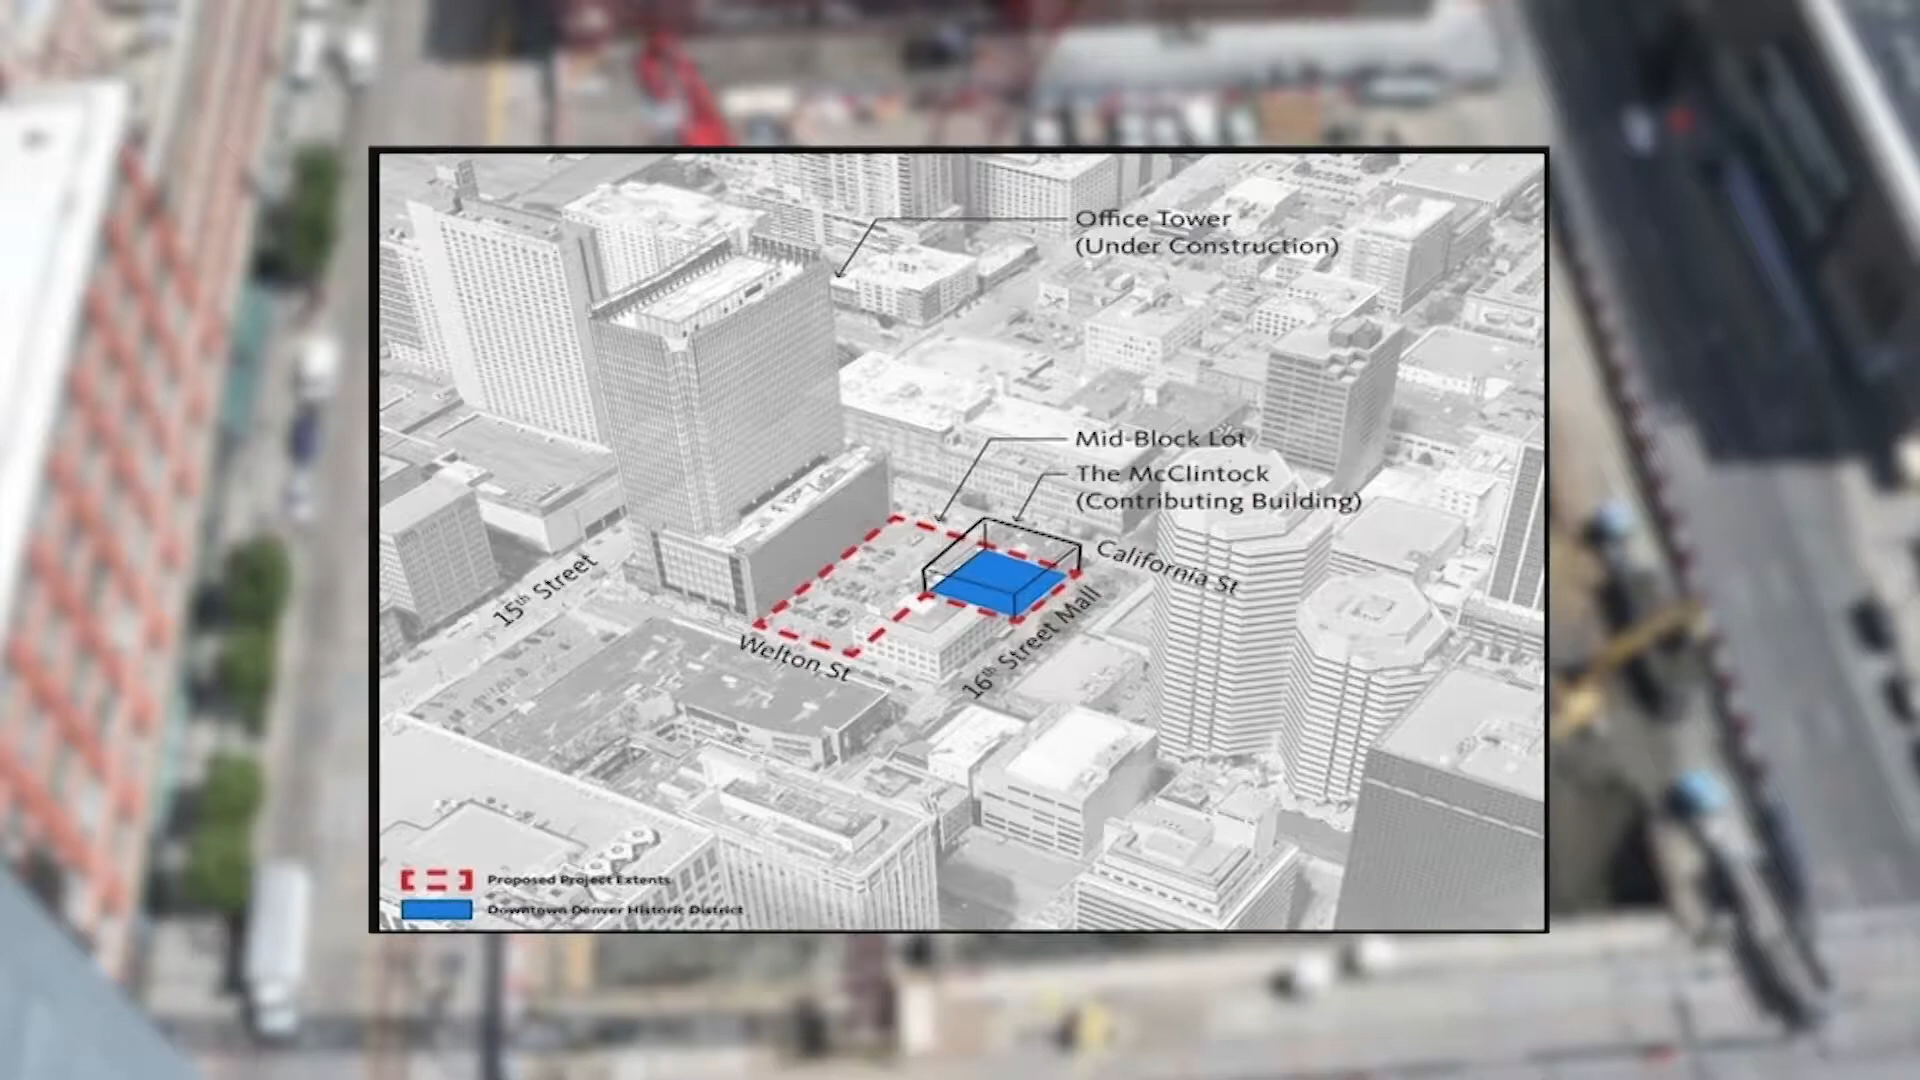 Office Tower
(Under Construction)
Mid-Block Lot
The McClintock
(Contributing Building)
California St
15th Street
16th Street Mall
Welton St
Proposed Project Extents
Downtown Denver Historic District